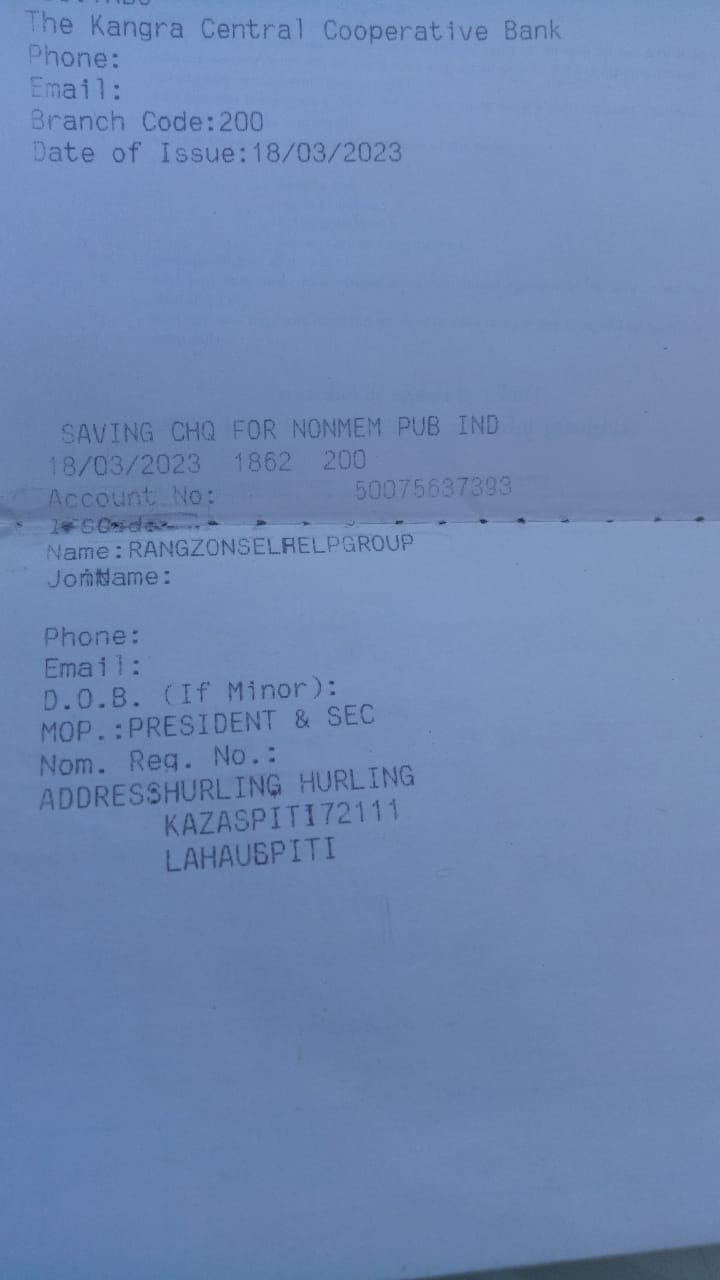 The Kangra Central Cooperative Bank
Phone:
Email:
Branch Code:200
Date of Issue:18/03/2023
SAVING CHQ FOR NONMEM PUB IND
18/03/2023 1862 200
Account No: 50075637393
Name:RANGZONSELHELPGROUP
Phone:
Email:
D.O.B. (If Minor):
MOP.:PRESIDENT & SEC
Nom. Reg. No.:
ADDRESS:HURLING HURLING
KAZASPITI172111
LAHAUSPITI